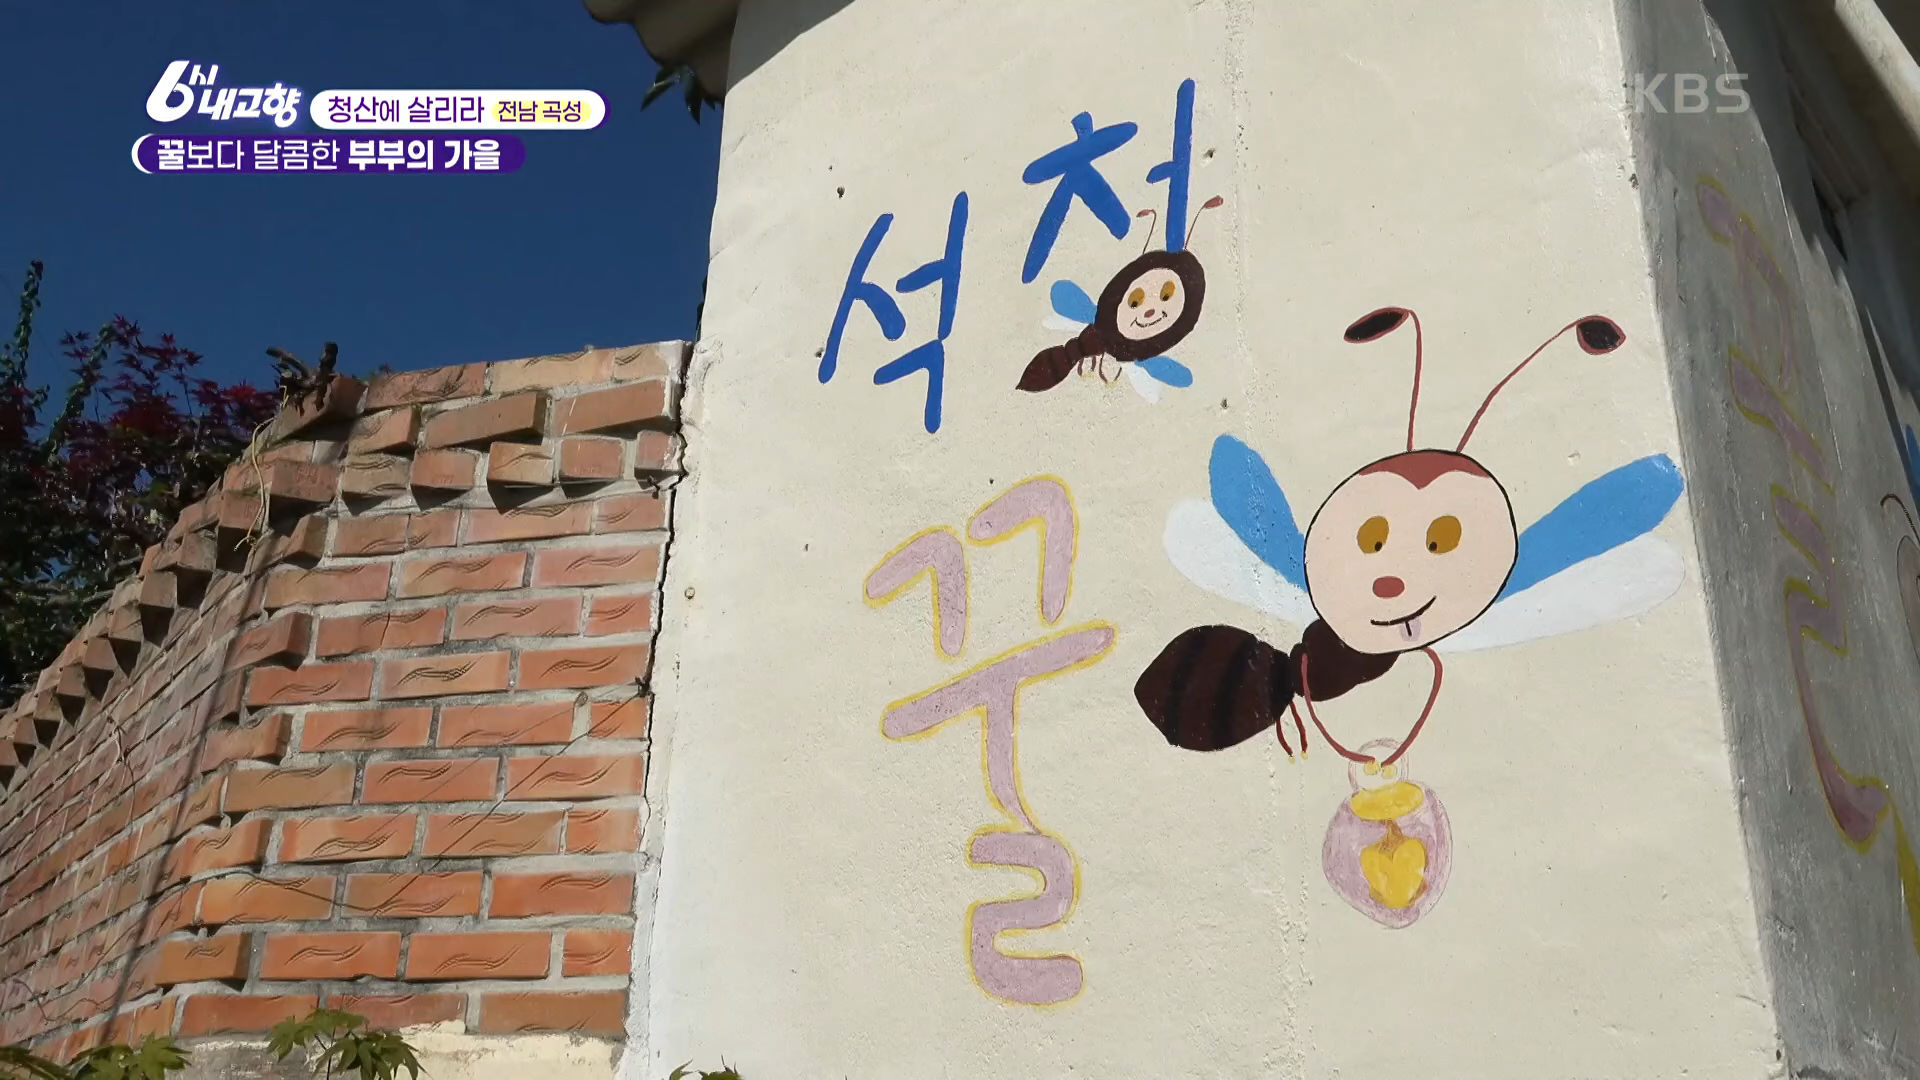 6시 내고향 청산에 살리라 전남 곡성
꿀보다 달콤한 부부의 가을
KBS
석청
꿀